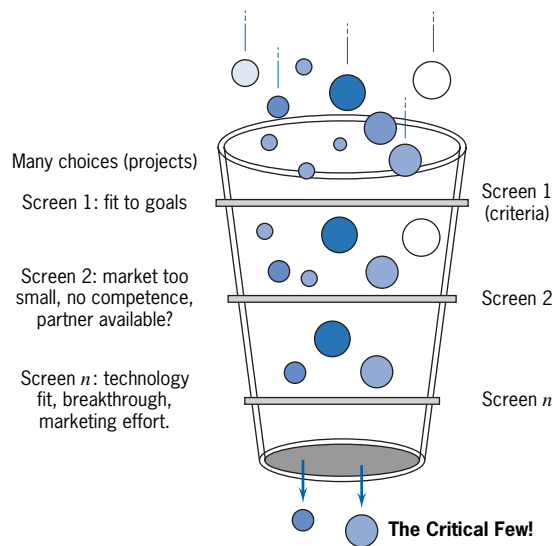 Many choices (projects)
Screen 1: fit to goals
Screen 1
(criteria)
Screen 2: market too
small, no competence,
partner available?
Screen 2
Screen n: technology
fit, breakthrough,
marketing effort.
Screen n
The Critical Few!